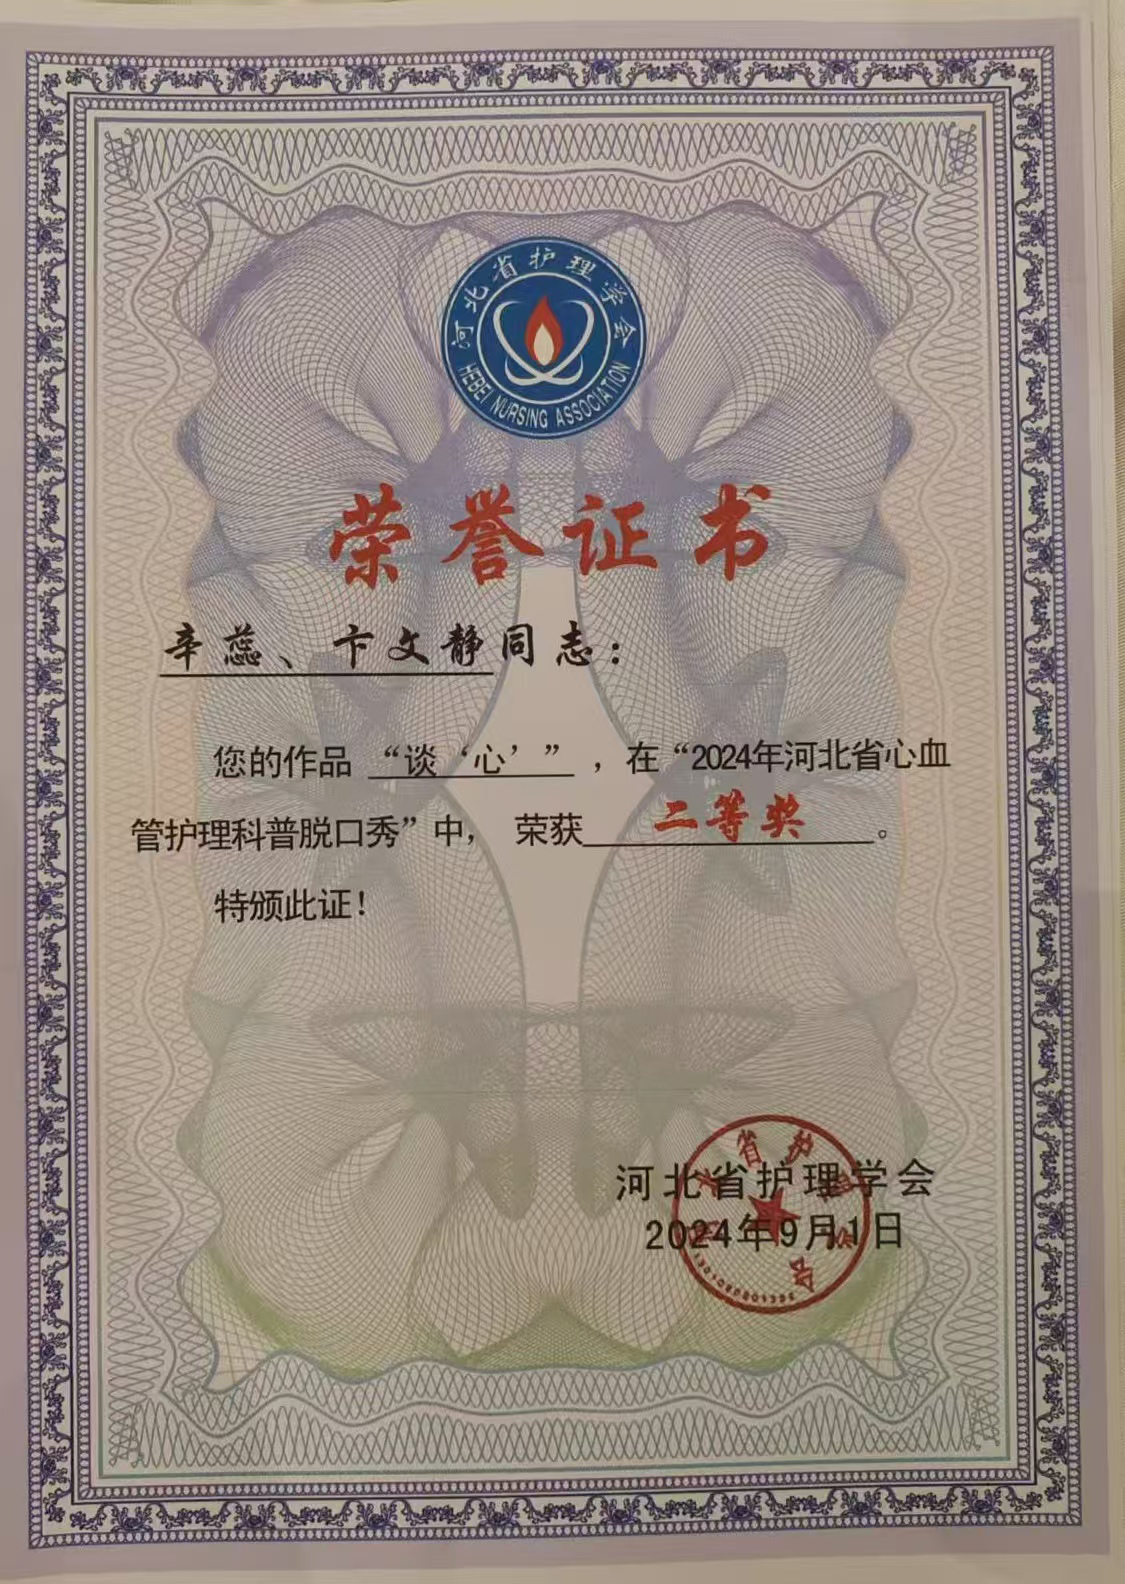 河北省护理学会
HEBEI NURSING ASSOCIATION
荣誉证书
辛蕊、卞文静同志：
您的作品 “谈‘心’”，在“2024年河北省心血
管护理科普脱口秀”中， 荣获 二等奖 。
特颁此证！
河北省护理学会
2024年9月1日